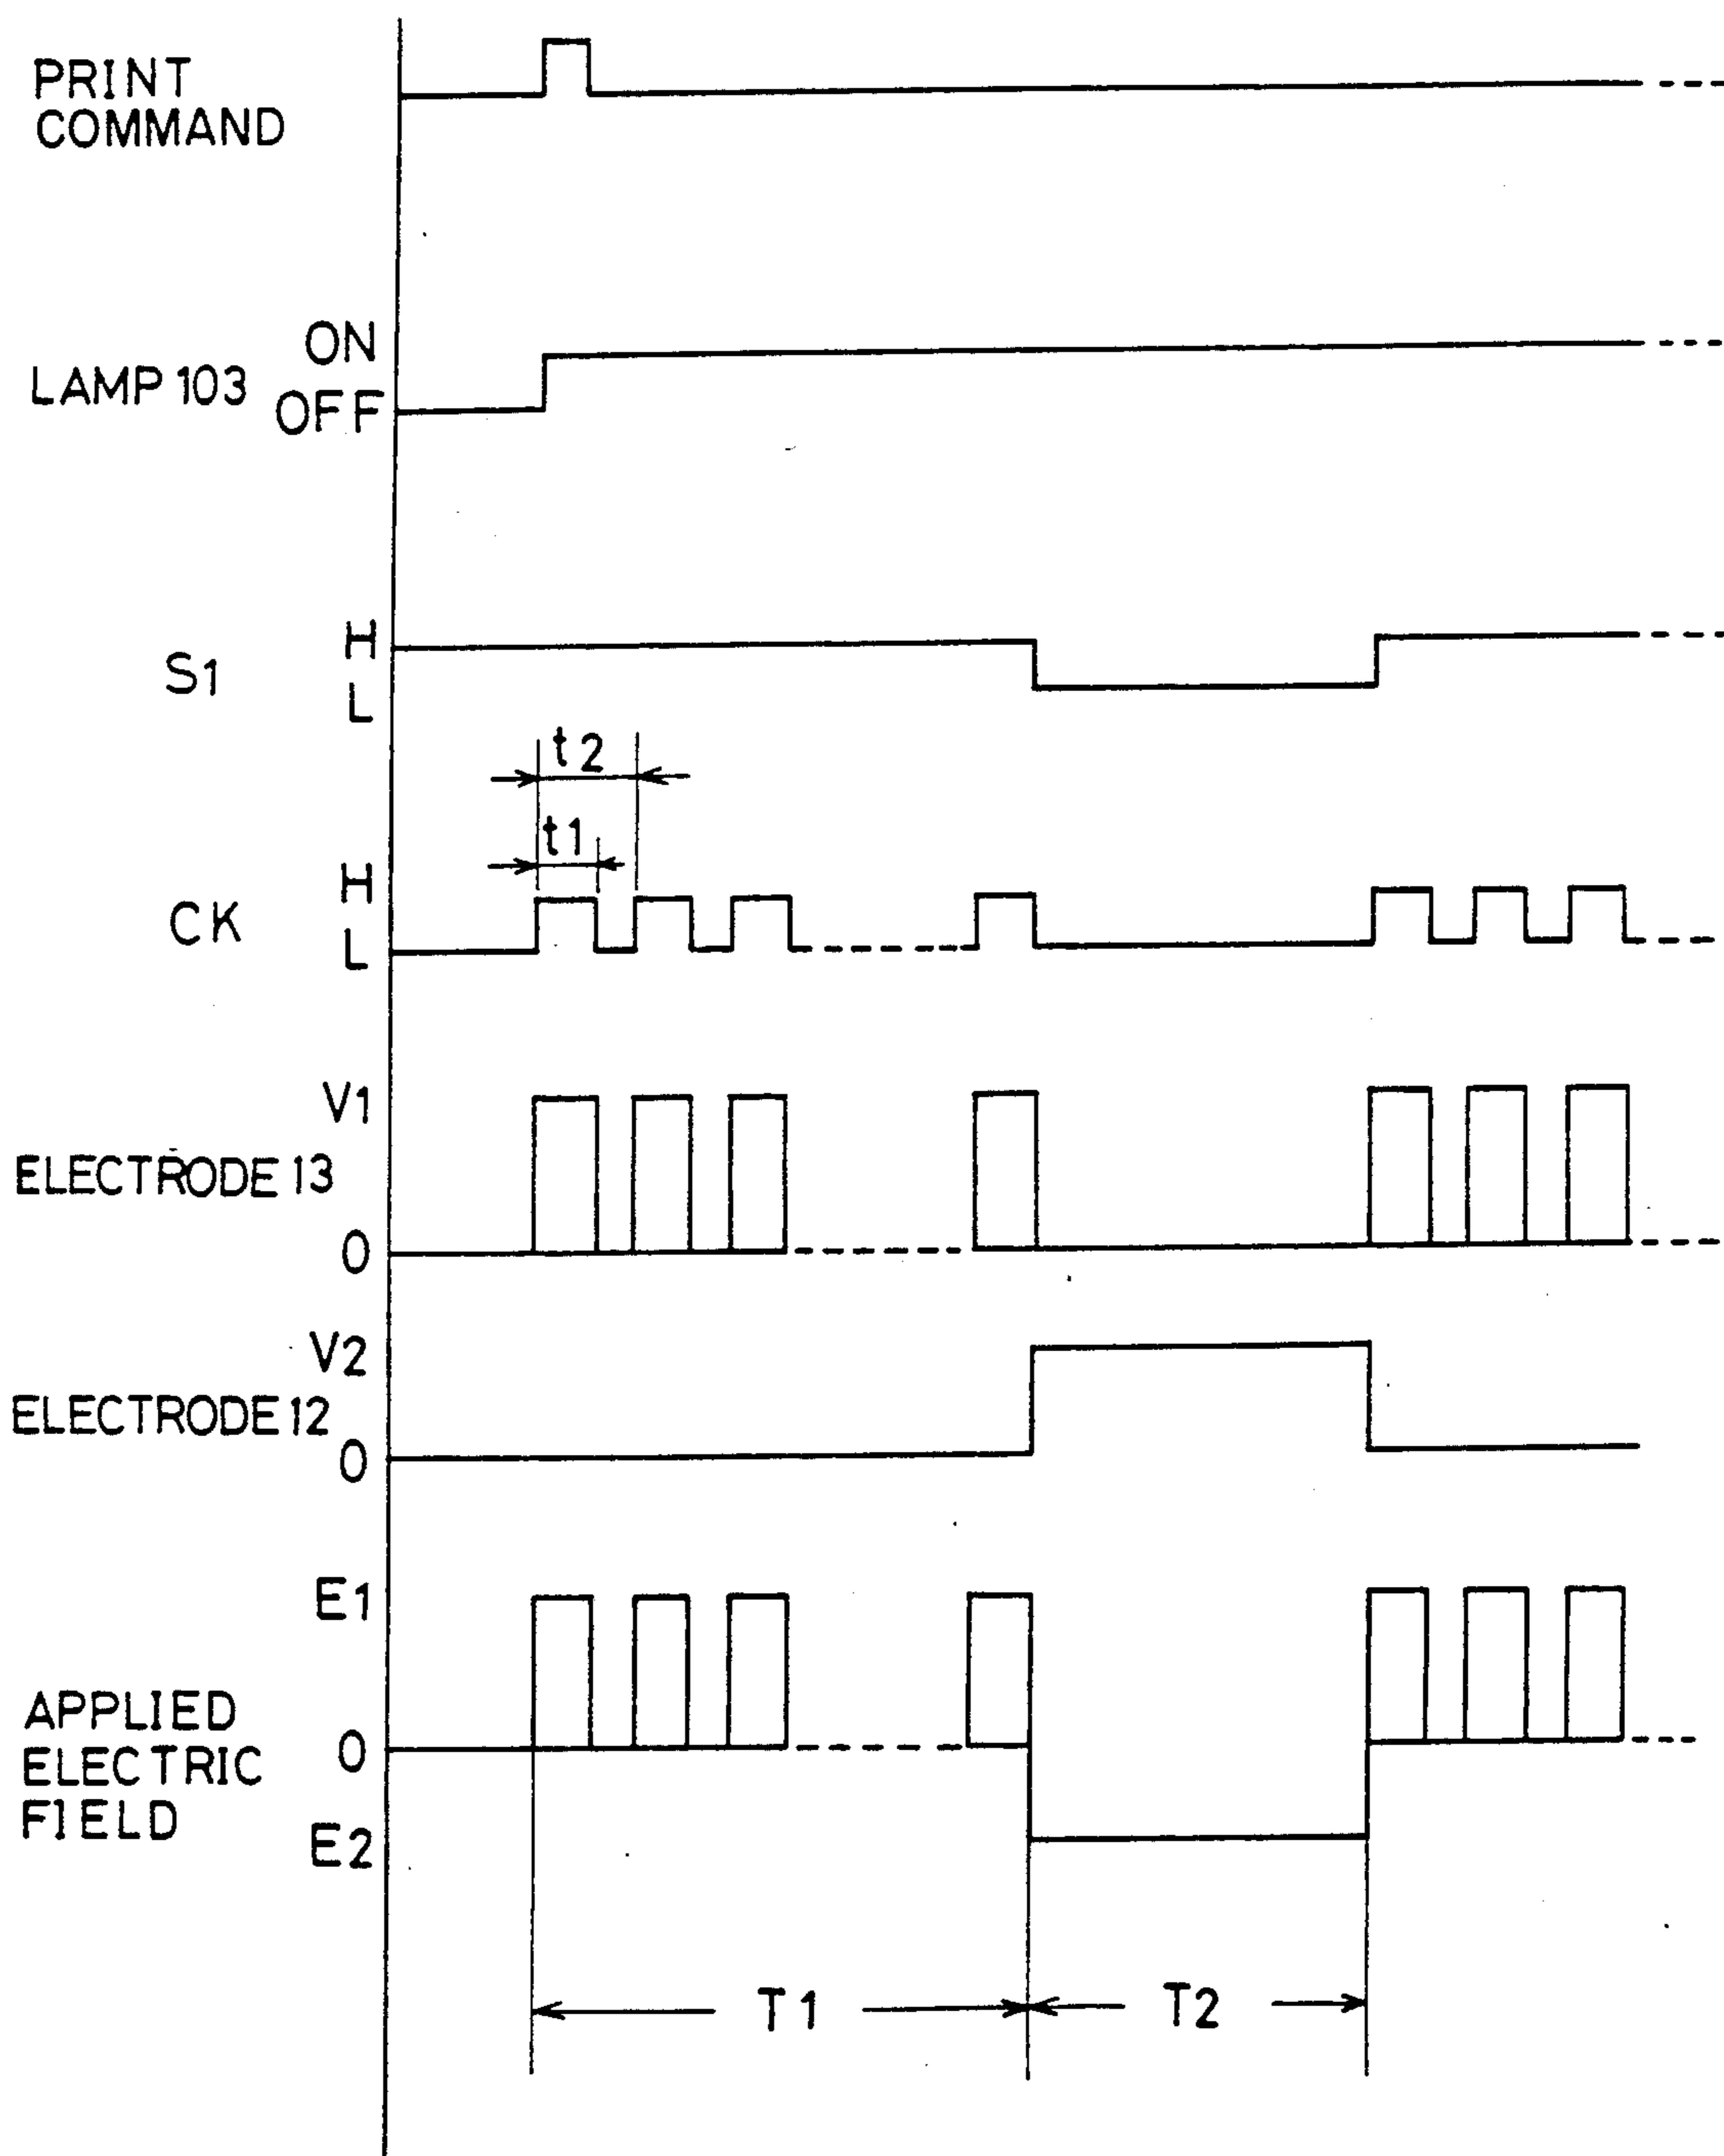 PRINT
COMMAND
ON
LAMP 103
OFF
H
S1
L
t2
t1
H
CK
L
V1
ELECTRODE 13
0
V2
ELECTRODE 12
0
E1
APPLIED
ELECTRIC
FIELD
0
E2
T1
T2